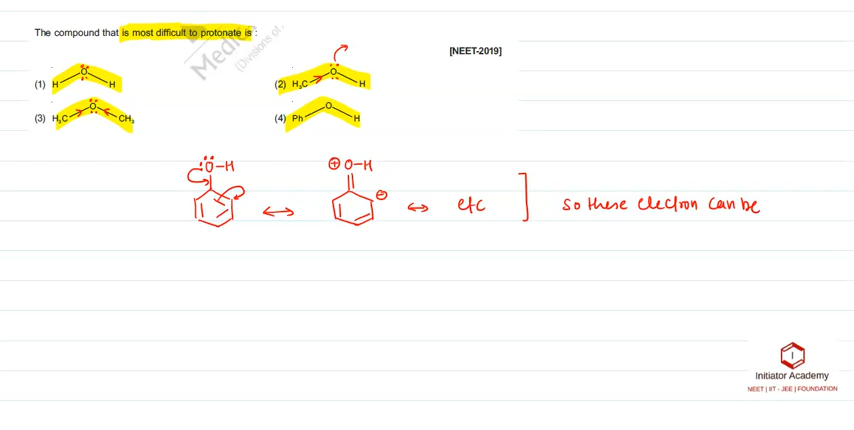 The compound that is most difficult to protonate is :
[NEET-2019]
(1) H O H
(2) H₃C O H
(3) H₃C O CH₃
(4) Ph O H
:O-H ⊕ O-H
⊖
↔ ↔ etc ] so these electron can be
Medic
(Divisions of
I
Initiator Academy
NEET | IIT - JEE | FOUNDATION